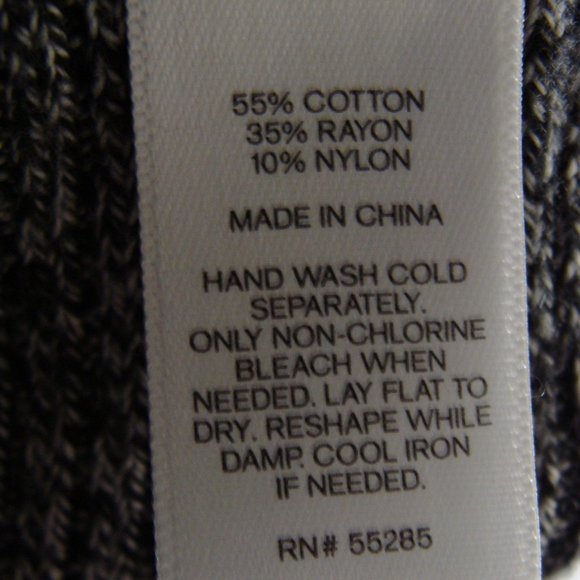 55% COTTON
35% RAYON
10% NYLON
MADE IN CHINA
HAND WASH COLD
SEPARATELY.
ONLY NON-CHLORINE
BLEACH WHEN
NEEDED. LAY FLAT TO
DRY. RESHAPE WHILE
DAMP. COOL IRON
IF NEEDED.
RN# 55285